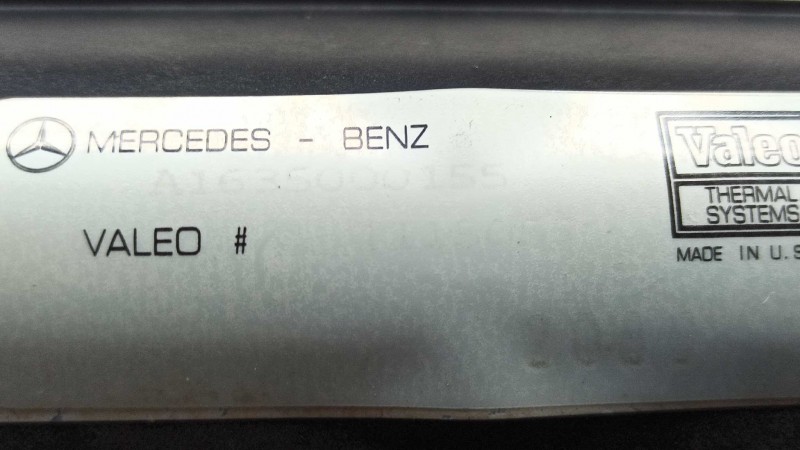 MERCEDES - BENZ
A1635000155
VALEO #
Valeo
THERMAL
SYSTEMS
MADE IN U.S